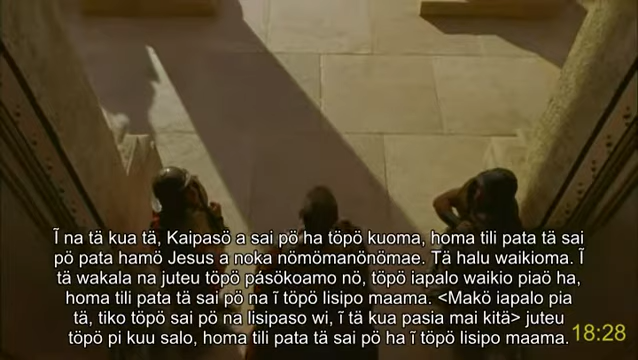 Ĩ na tä kua tä, Kaipasö a sai pö ha töpö kuoma, homa tili pata tä sai
pö pata hamö Jesus a noka nömömanönömae. Tä halu waikioma. Ĩ
tä wakala na juteu töpö päsökoamo nö, töpö iapalo waikio piaö ha,
homa tili pata tä sai pö na ĩ töpö lisipo maama. <Makö iapalo pia
tä, tiko töpö sai pö na lisipaso wi, ĩ tä kua pasia mai kitä> juteu
töpö pi kuu salo, homa tili pata tä sai pö ha ĩ töpö lisipo maama.
18:28